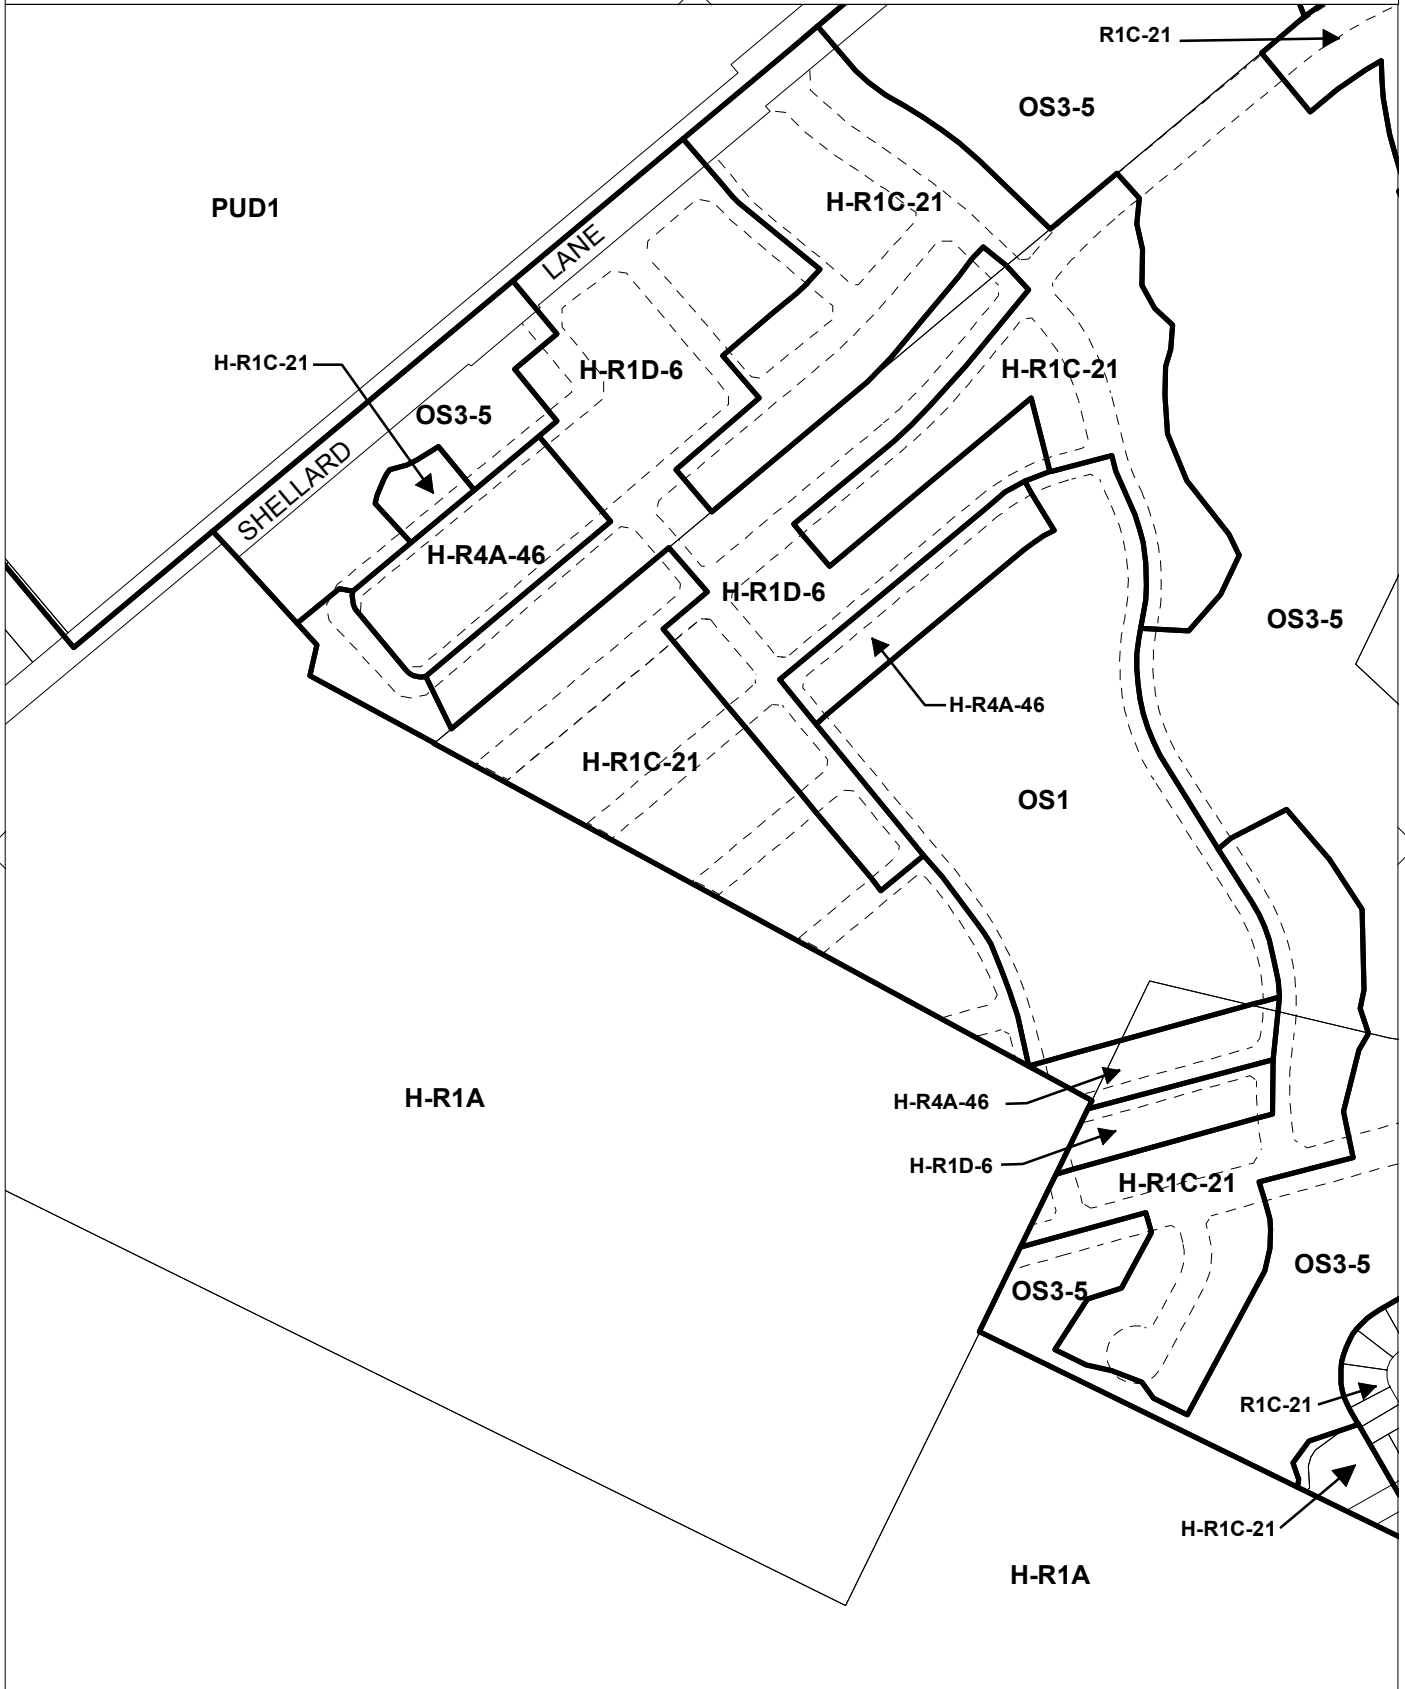 R1C-21
OS3-5
H-R1C-21
PUD1
LANE
H-R1C-21
H-R1D-6
H-R1C-21
OS3-5
SHELLARD
H-R4A-46
H-R1D-6
OS3-5
H-R4A-46
H-R1C-21
OS1
H-R1A
H-R4A-46
H-R1D-6
H-R1C-21
OS3-5
OS3-5
R1C-21
H-R1C-21
H-R1A